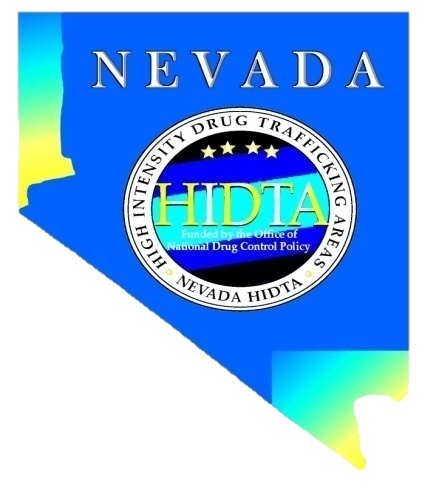 NEVADA
HIGH INTENSITY DRUG TRAFFICKING AREAS
HIDTA
Funded by the Office of
National Drug Control Policy
NEVADA HIDTA